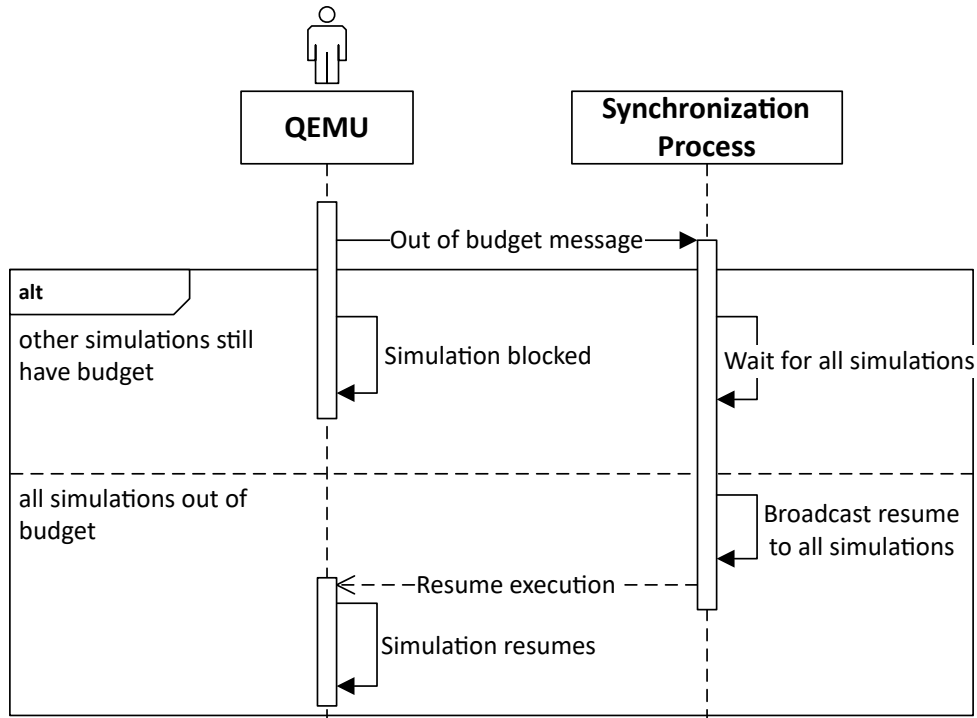 QEMU
Synchronization
Process
Out of budget message
alt
other simulations still
have budget
Simulation blocked
Wait for all simulations
all simulations out of
budget
Broadcast resume
to all simulations
Resume execution
Simulation resumes